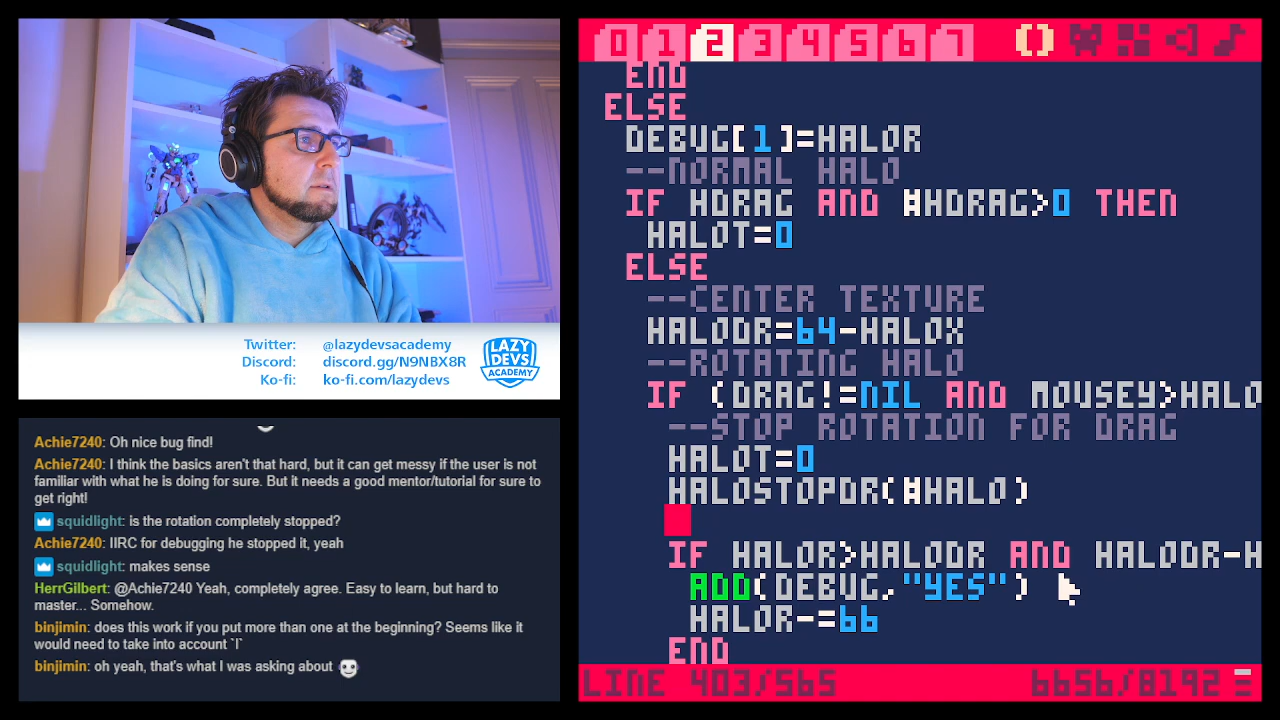 Twitter: @lazydevsacademy
Discord: discord.gg/N9NBX8R
Ko-fi: ko-fi.com/lazydevs
LAZY
DEVS
ACADEMY
Achie7240: Oh nice bug find!
Achie7240: I think the basics aren't that hard, but it can get messy if the user is not
familiar with what he is doing for sure. But it needs a good mentor/tutorial for sure to
get right!
squidlight: is the rotation completely stopped?
Achie7240: IIRC for debugging he stopped it, yeah
squidlight: makes sense
HerrGilbert: @Achie7240 Yeah, completely agree. Easy to learn, but hard to
master... Somehow.
binjimin: does this work if you put more than one at the beginning? Seems like it
would need to take into account `l`
binjimin: oh yeah, that's what I was asking about
0 1 2 3 4 5 6 7 ()
END
ELSE
DEBUG[1]=HALOR
--NORMAL HALO
IF HDRAG AND #HDRAG>0 THEN
HALOT=0
ELSE
--CENTER TEXTURE
HALODR=64-HALOX
--ROTATING HALO
IF (DRAG!=NIL AND MOUSEY>HALO
--STOP ROTATION FOR DRAG
HALOT=0
HALOSTOPDR(#HALO)
IF HALOR>HALODR AND HALODR-H
ADD(DEBUG,"YES")
HALOR-=66
END
LINE 403/565 6656/8192